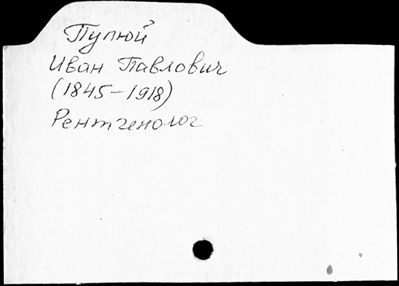 Пулюй
Иван Павлович
(1845-1918)
Рентгенолог